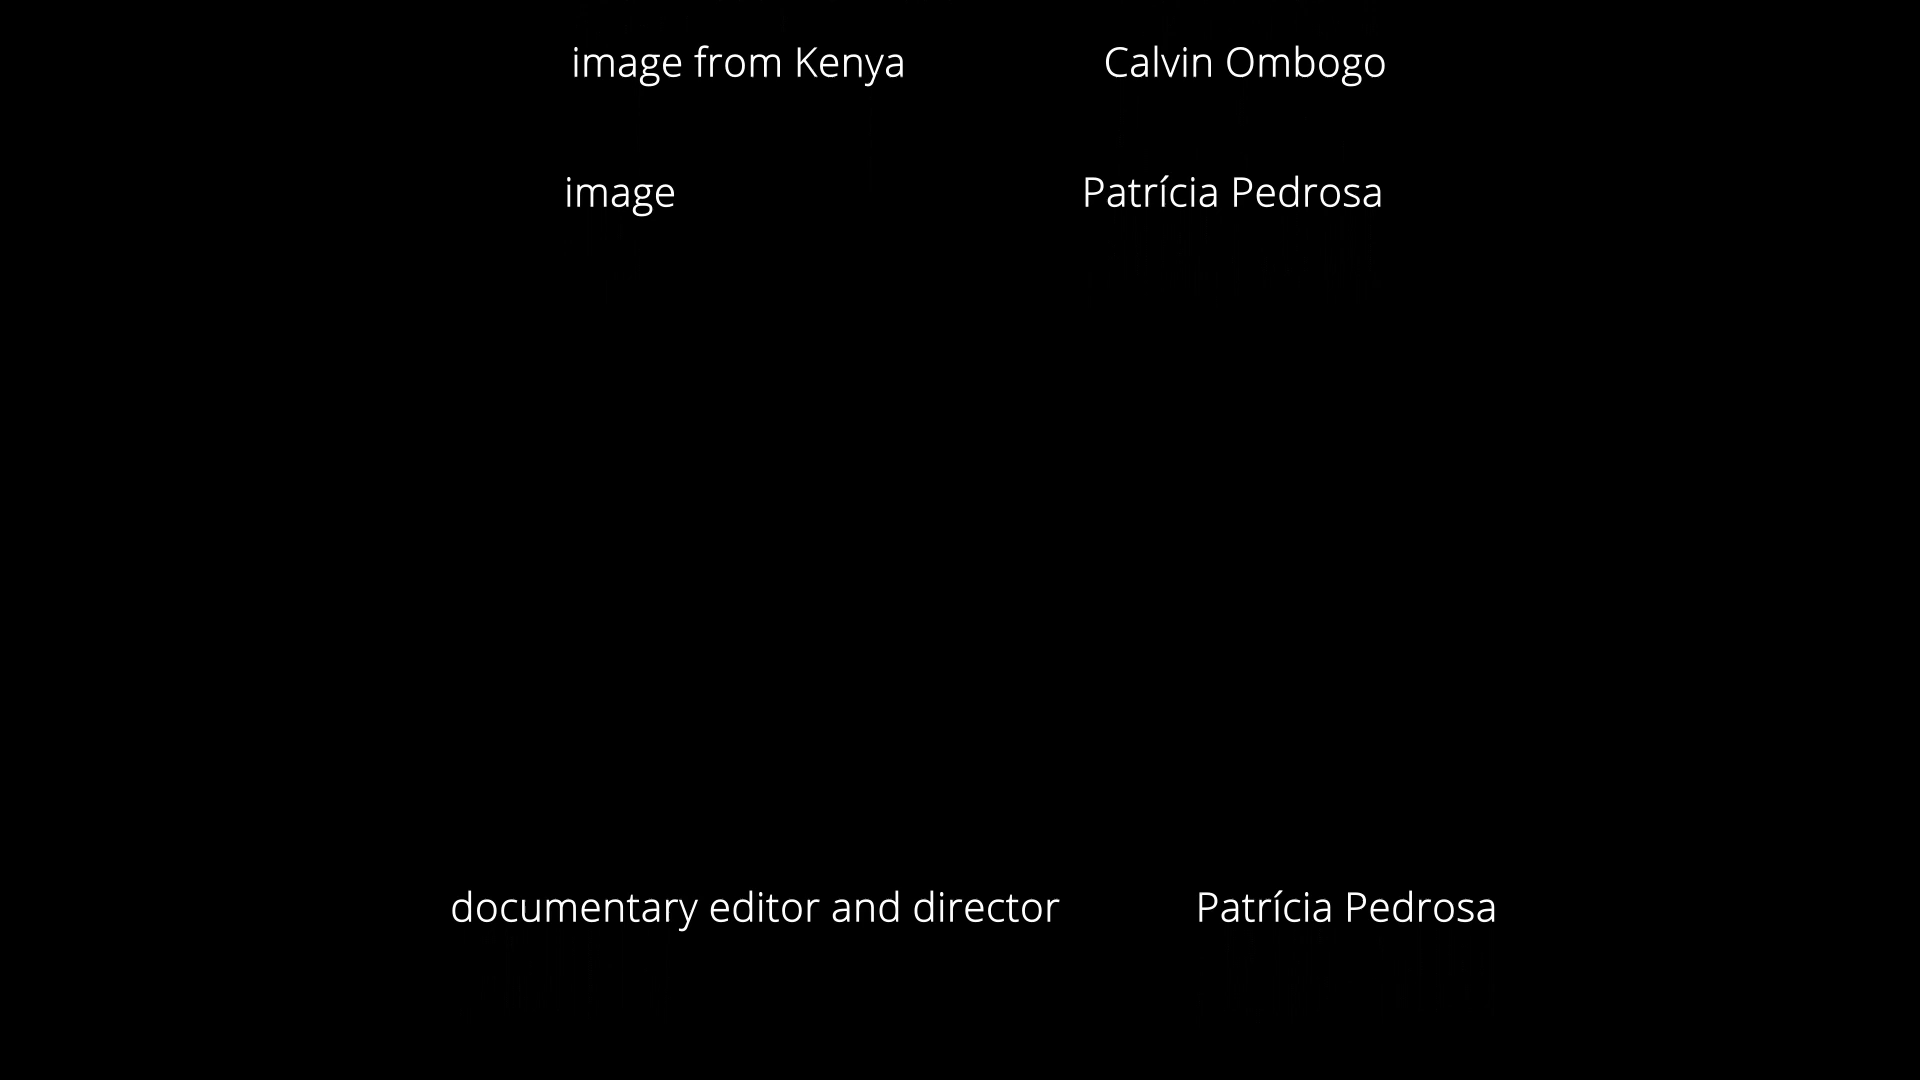 image from Kenya Calvin Ombogo
image Patrícia Pedrosa
documentary editor and director Patrícia Pedrosa